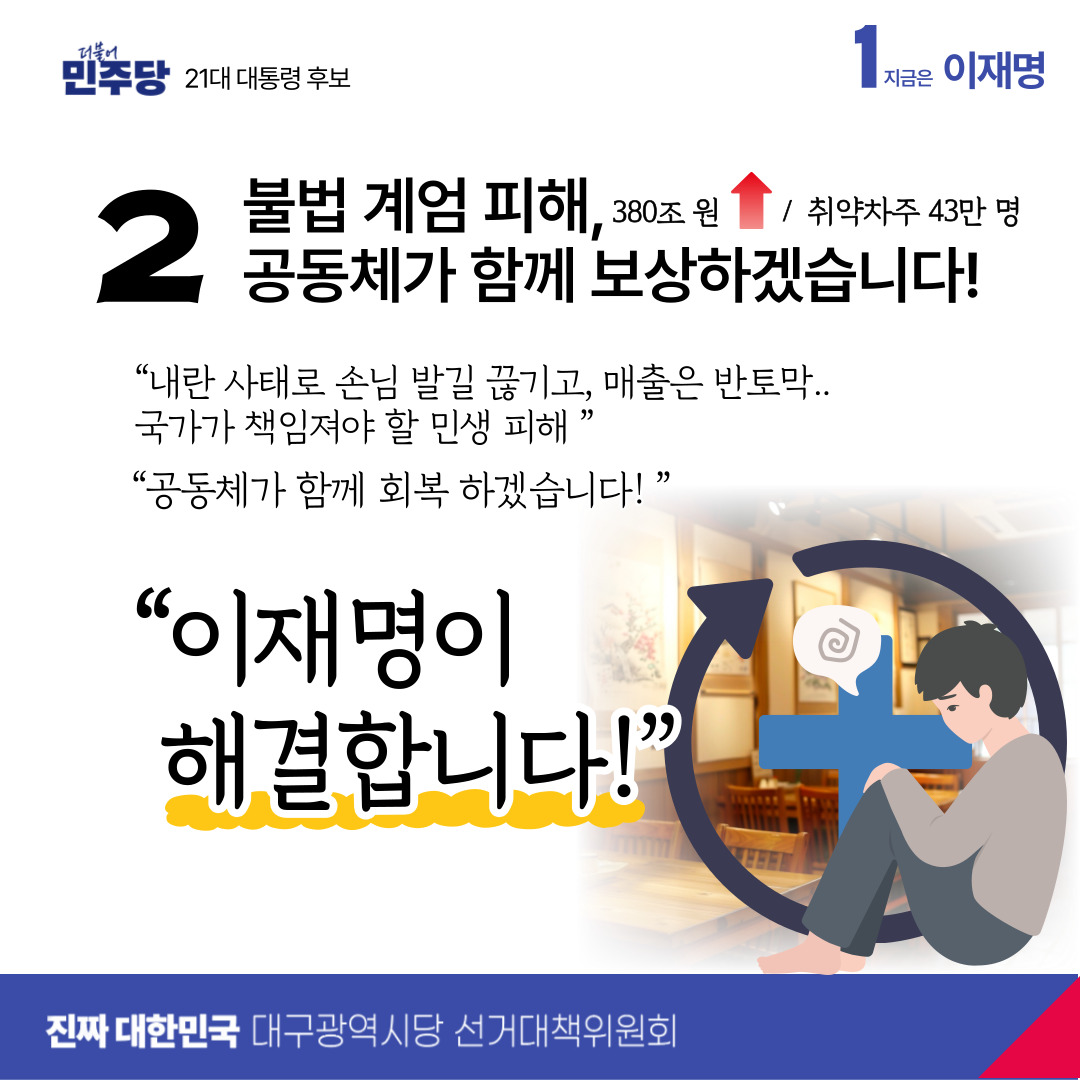 더불어
민주당 21대 대통령 후보
1 지금은 이재명
2
불법 계엄 피해, 380조 원 / 취약차주 43만 명
공동체가 함께 보상하겠습니다!
“내란 사태로 손님 발길 끊기고, 매출은 반토막..
국가가 책임져야 할 민생 피해 ”
“공동체가 함께 회복 하겠습니다! ”
“이재명이
해결합니다!”
진짜 대한민국 대구광역시당 선거대책위원회